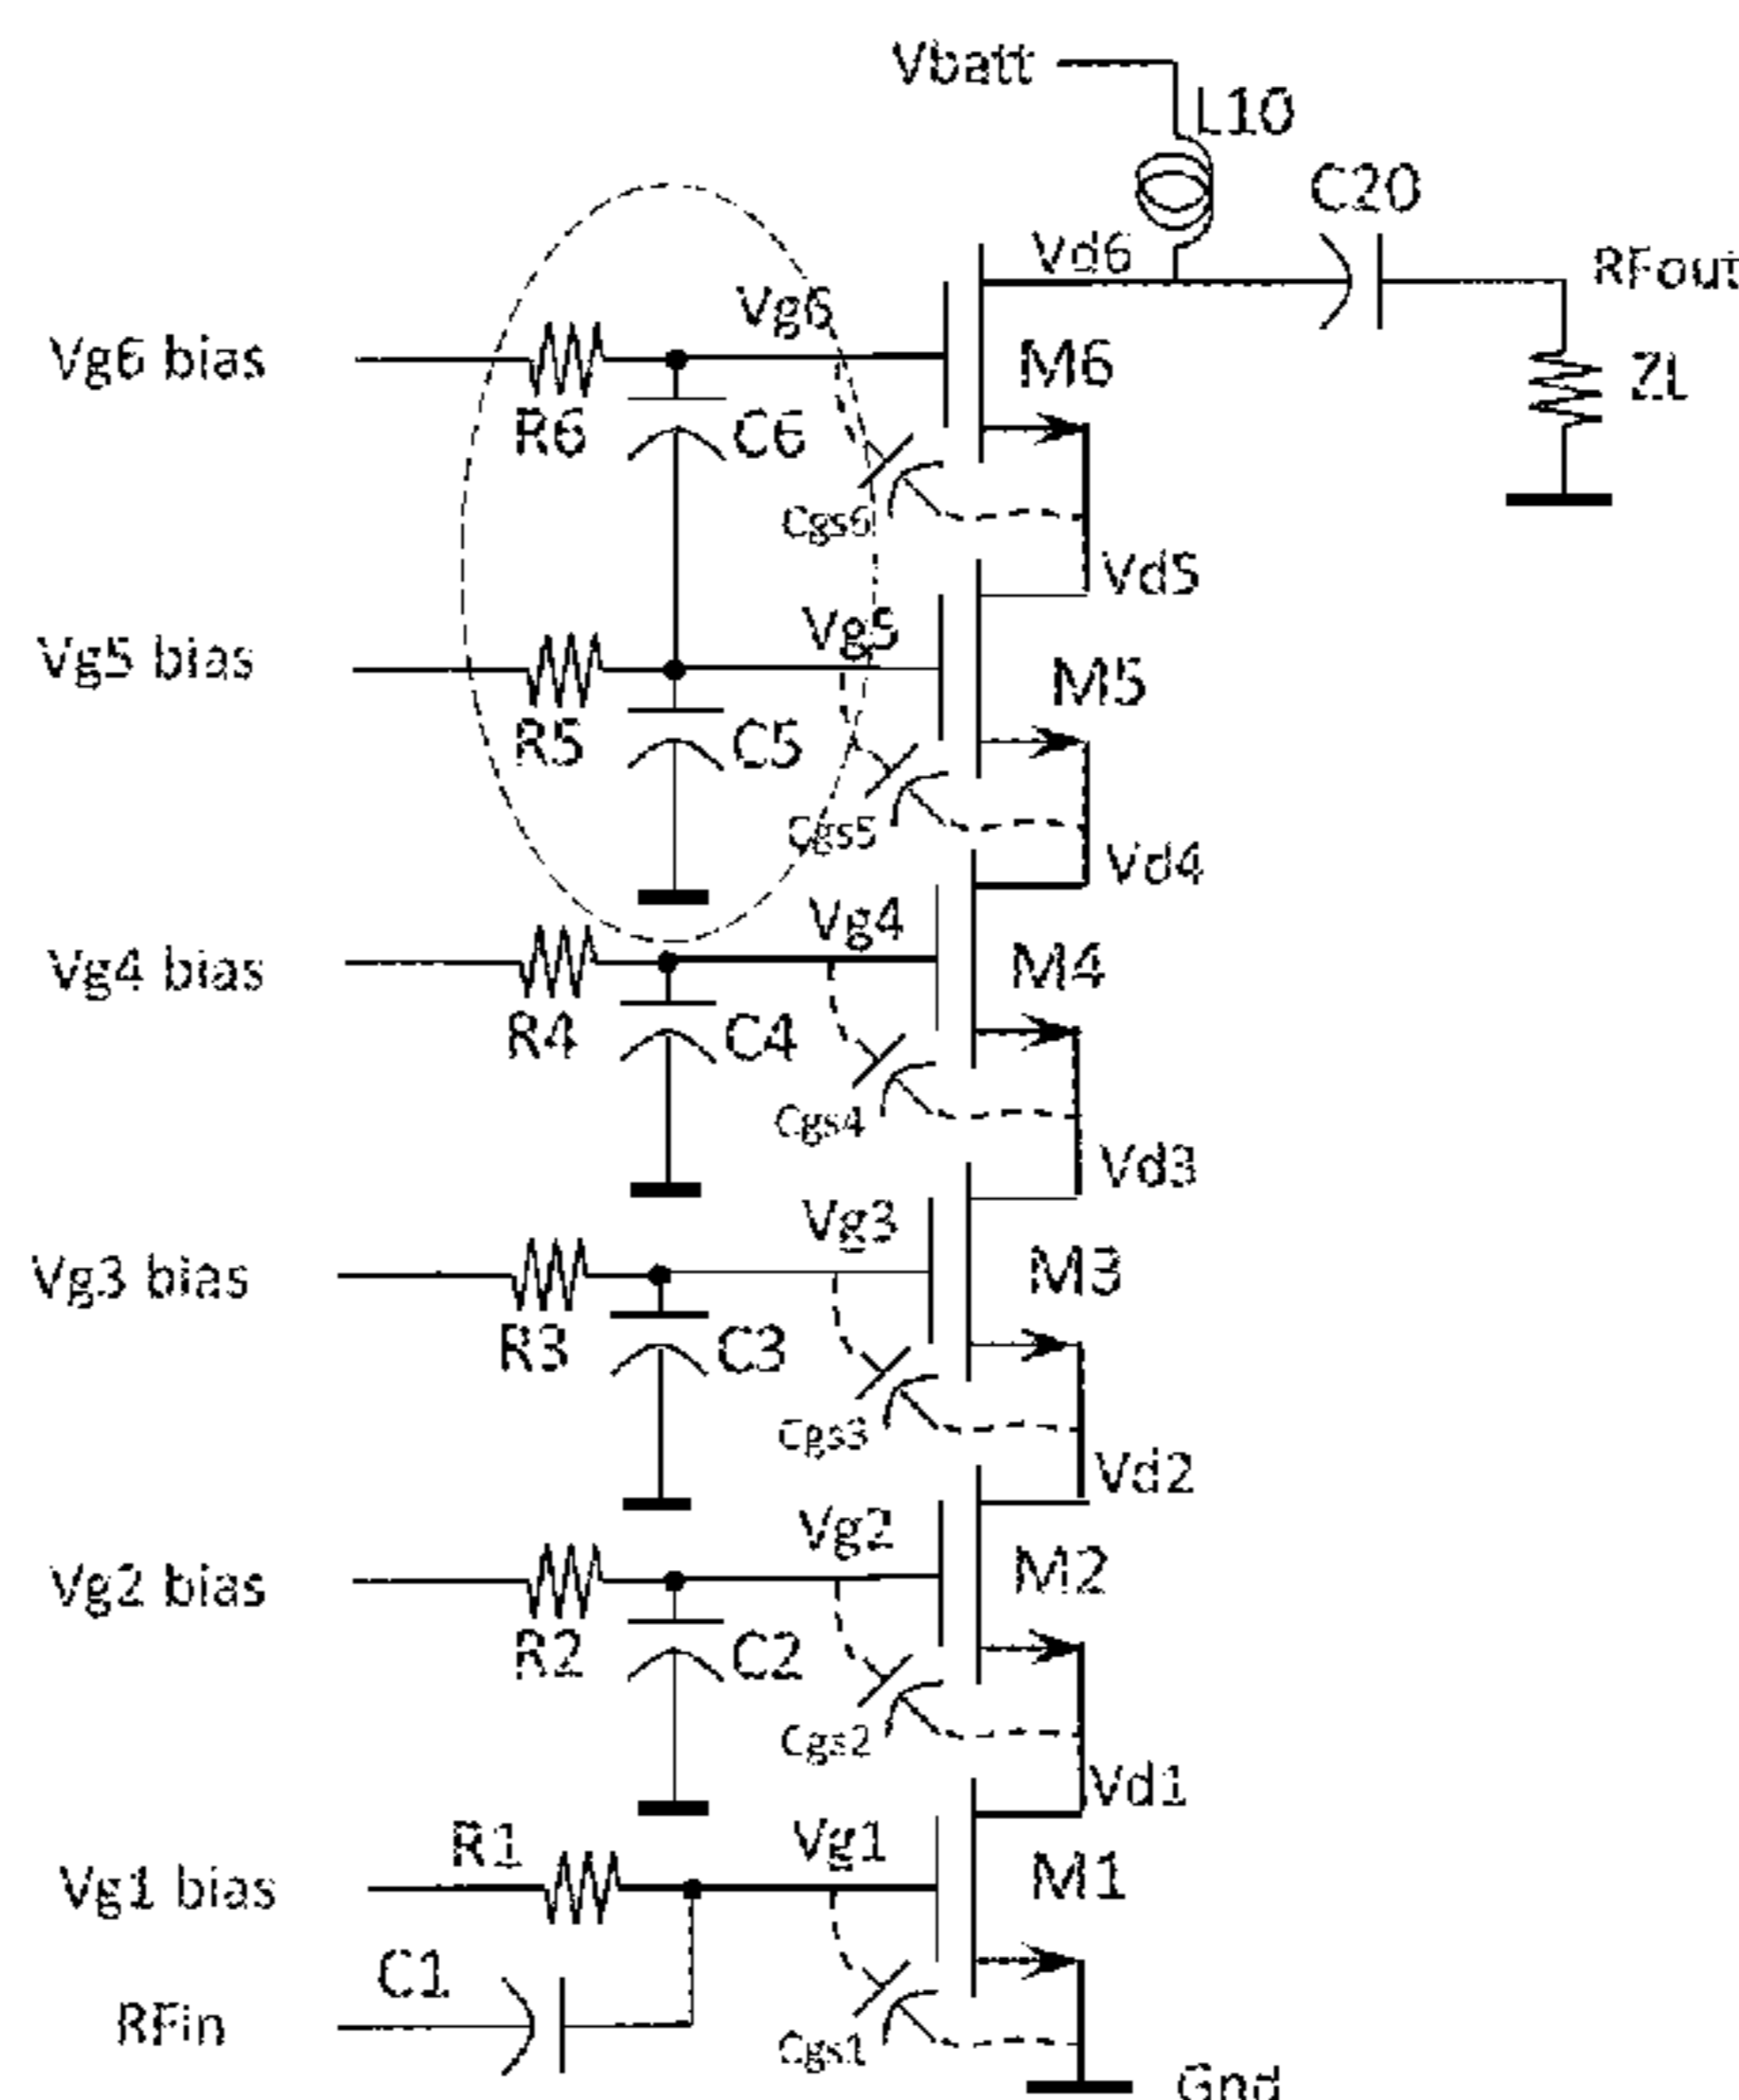 Vbatt
L10
C20
Vd6
RFout
Vg6
Vg6 bias
M6
ZL
R6
C6
Cgs6
Vd5
Vg5
Vg5 bias
M5
R5
C5
Cgs5
Vd4
Vg4
Vg4 bias
M4
R4
C4
Cgs4
Vd3
Vg3
Vg3 bias
M3
R3
C3
Cgs3
Vd2
Vg2
Vg2 bias
M2
R2
C2
Cgs2
Vd1
R1
Vg1
Vg1 bias
M1
C1
RFin
Cgs1
Gnd